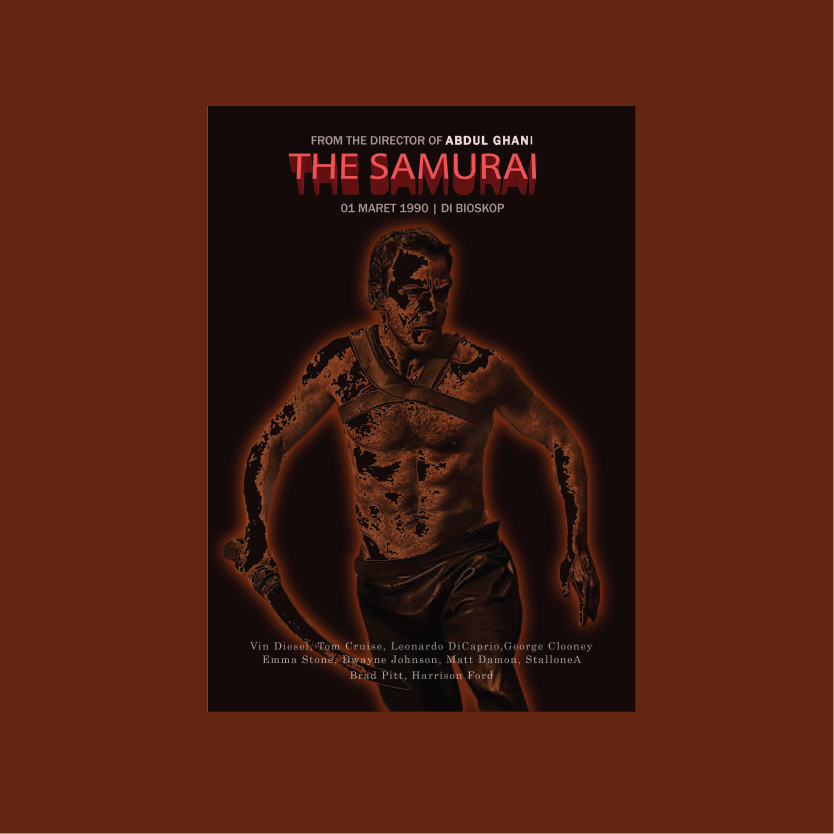 FROM THE DIRECTOR OF ABDUL GHANI
THE SAMURAI
01 MARET 1990 | DI BIOSKOP
Vin Diesel, Tom Cruise, Leonardo DiCaprio,George Clooney
Emma Stone, Dwayne Johnson, Matt Damon, StalloneA
Brad Pitt, Harrison Ford